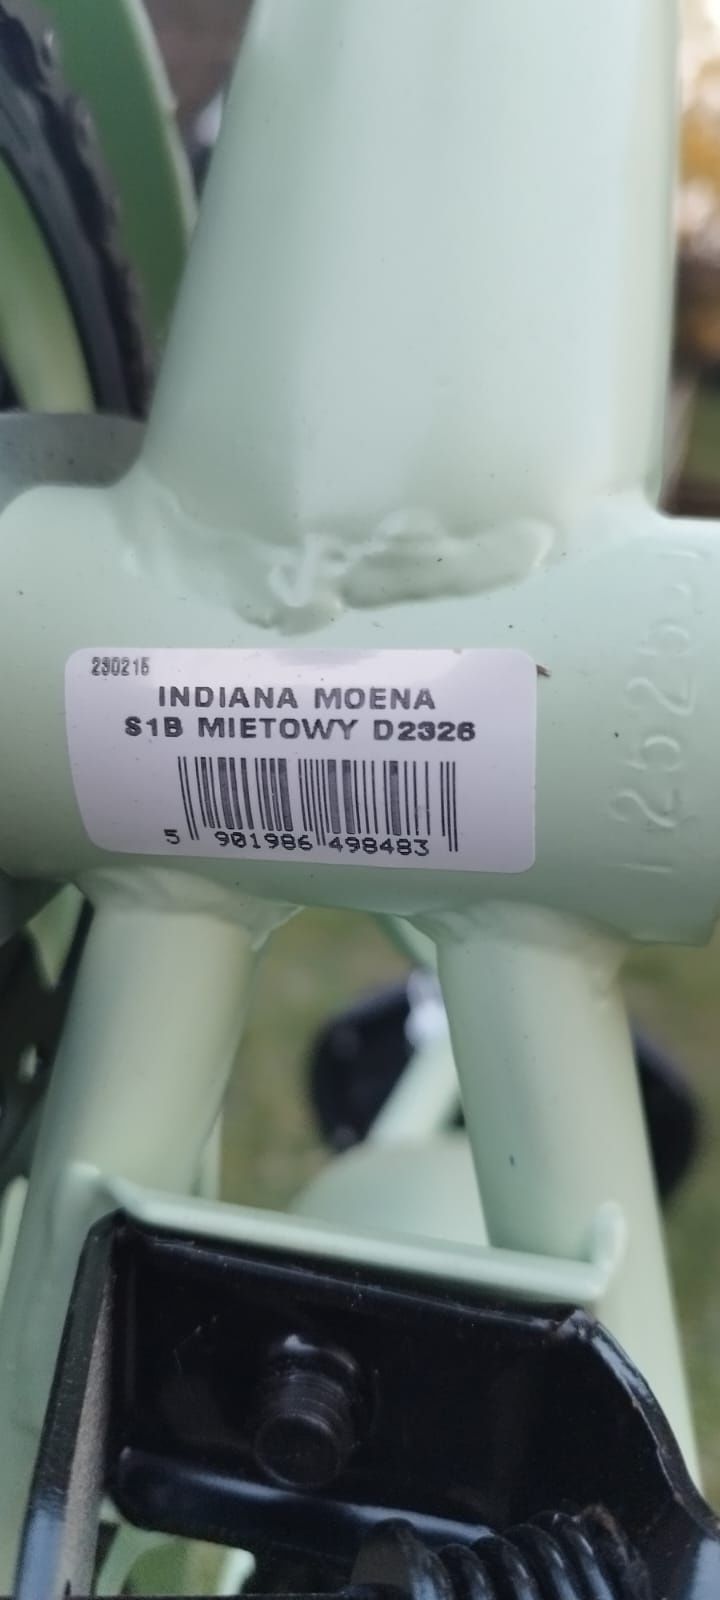 230215
INDIANA MOENA
S1B MIETOWY D2326
5 901986 498483